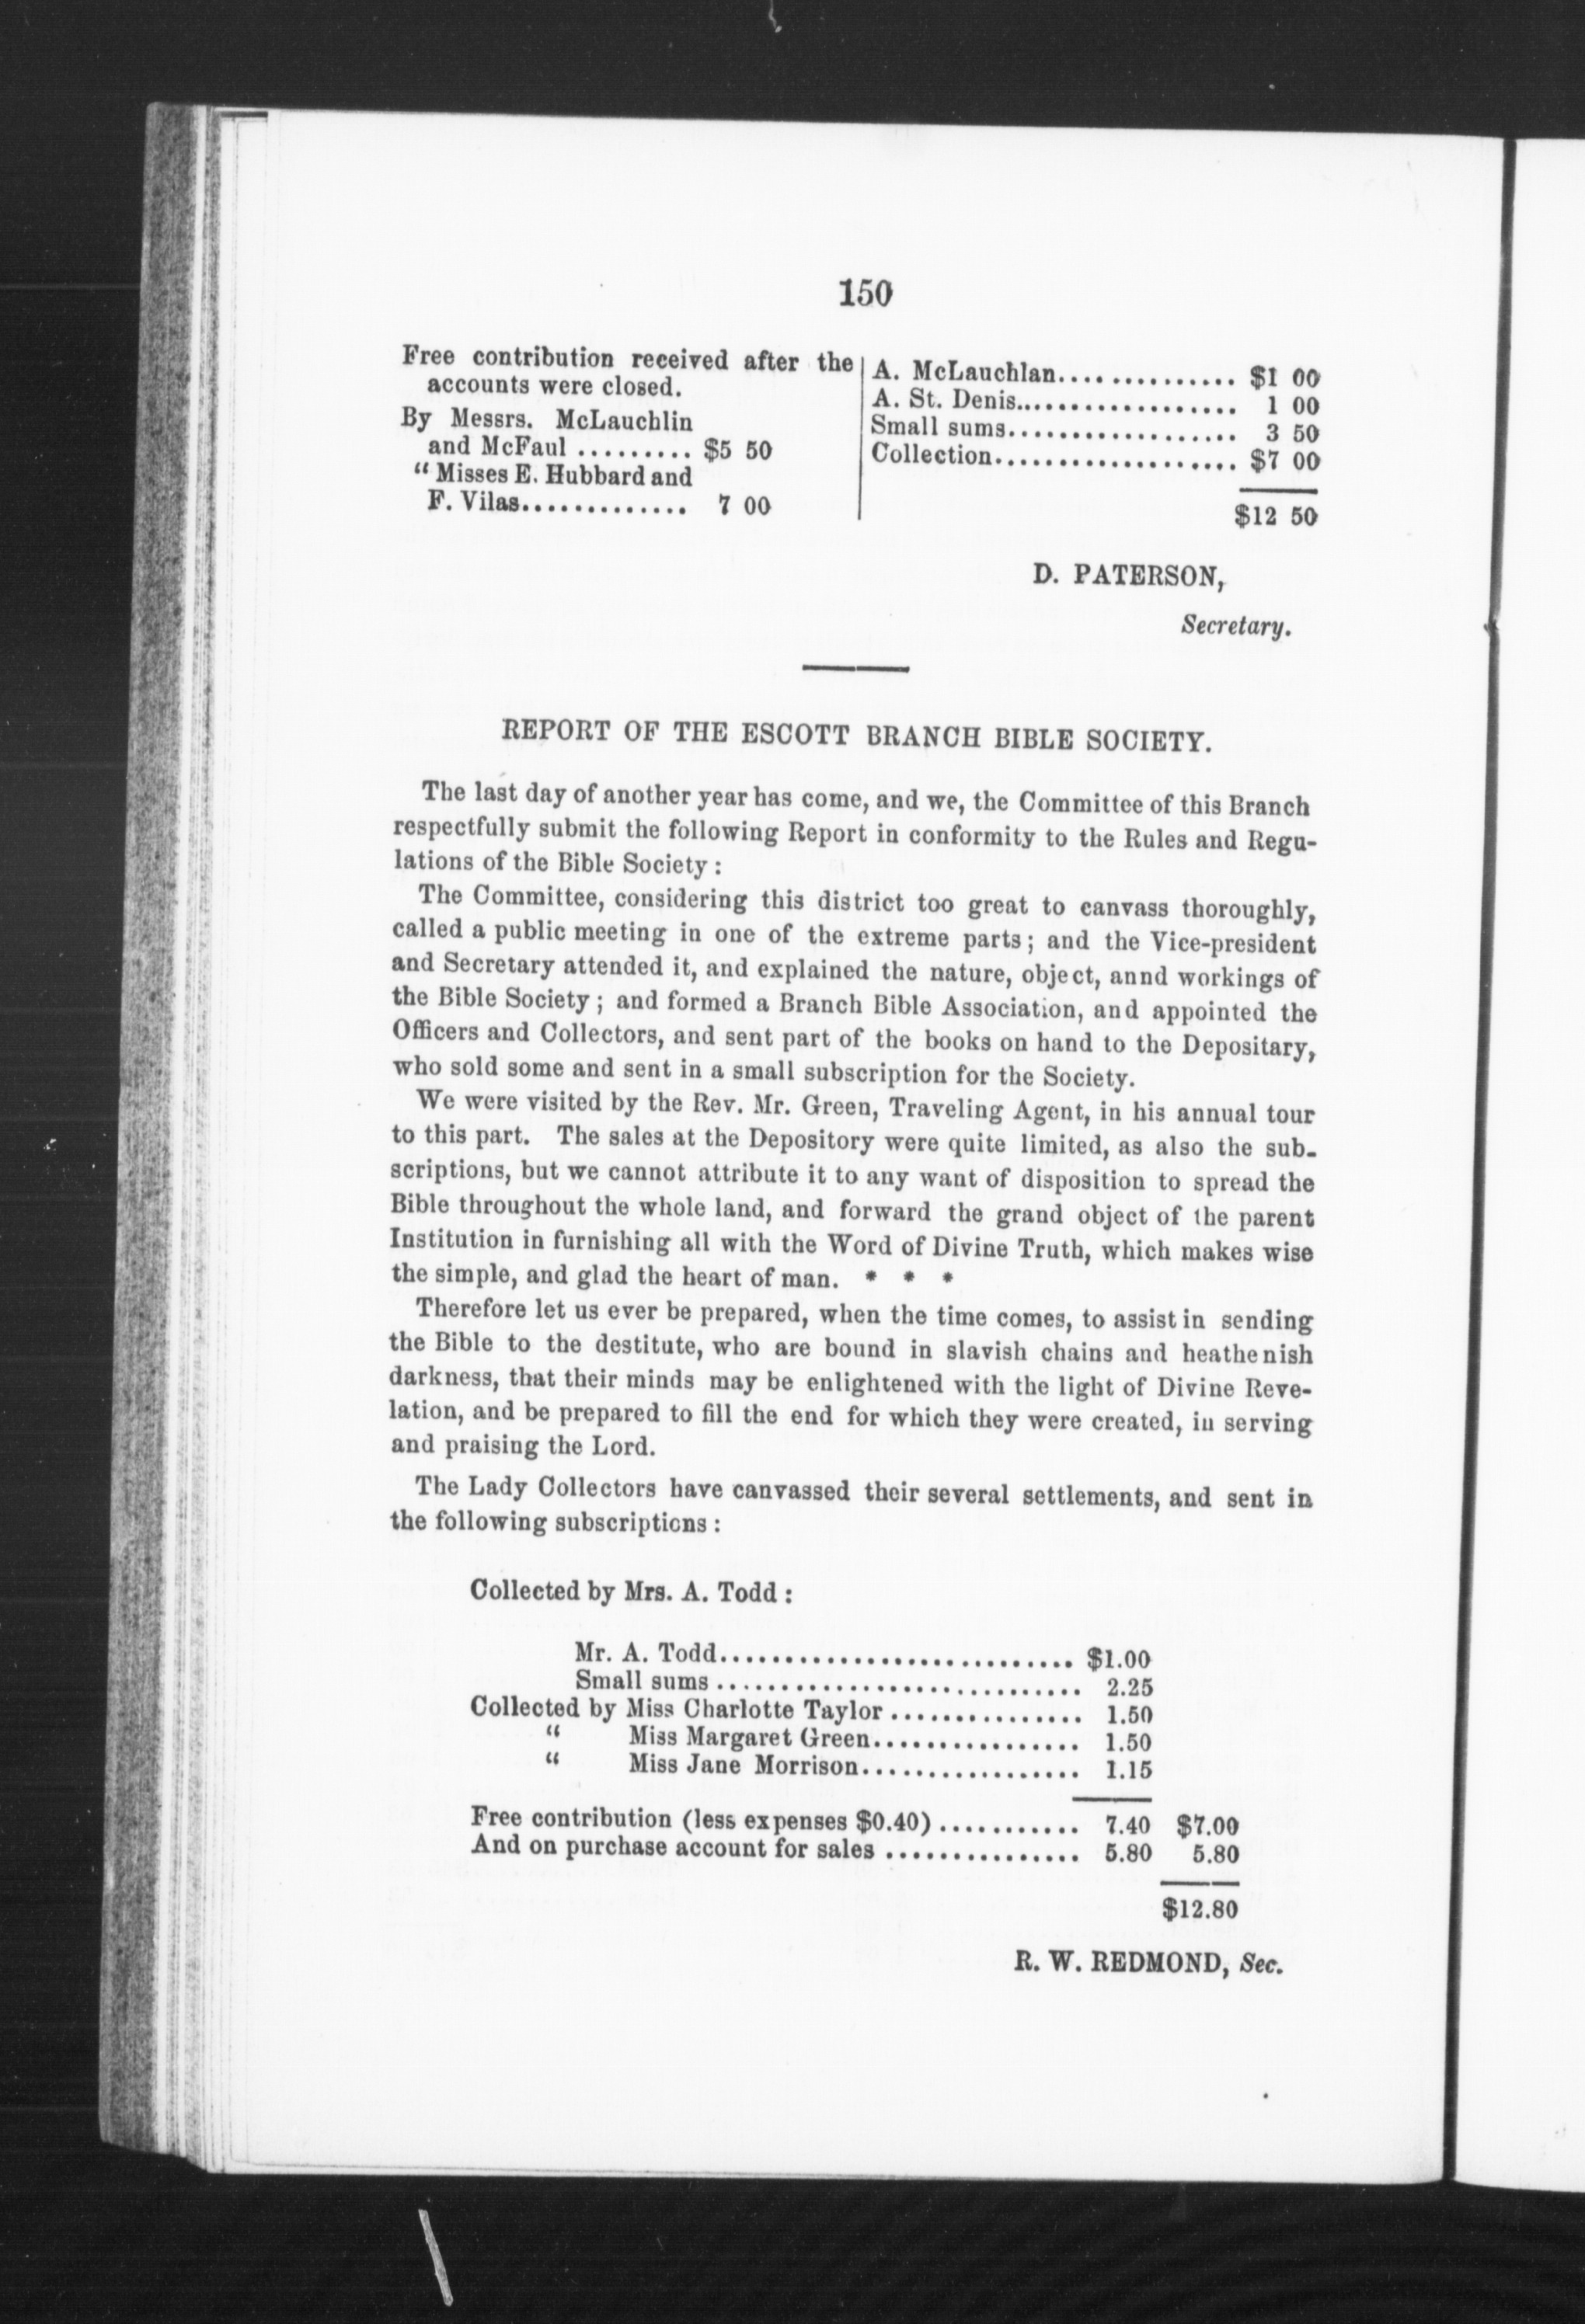 150
Free contribution received after the
accounts were closed.
By Messrs. McLauchlin
and McFaul ......... $5 50
“ Misses E. Hubbard and
F. Vilas............. 7 00
A. McLauchlan.............. $1 00
A. St. Denis.................. 1 00
Small sums.................. 3 50
Collection................... $7 00
$12 50
D. PATERSON,
Secretary.
REPORT OF THE ESCOTT BRANCH BIBLE SOCIETY.
The last day of another year has come, and we, the Committee of this Branch
respectfully submit the following Report in conformity to the Rules and Regu-
lations of the Bible Society :
The Committee, considering this district too great to canvass thoroughly,
called a public meeting in one of the extreme parts; and the Vice-president
and Secretary attended it, and explained the nature, object, annd workings of
the Bible Society ; and formed a Branch Bible Association, and appointed the
Officers and Collectors, and sent part of the books on hand to the Depositary,
who sold some and sent in a small subscription for the Society.
We were visited by the Rev. Mr. Green, Traveling Agent, in his annual tour
to this part. The sales at the Depository were quite limited, as also the sub-
scriptions, but we cannot attribute it to any want of disposition to spread the
Bible throughout the whole land, and forward the grand object of the parent
Institution in furnishing all with the Word of Divine Truth, which makes wise
the simple, and glad the heart of man. * * *
Therefore let us ever be prepared, when the time comes, to assist in sending
the Bible to the destitute, who are bound in slavish chains and heathenish
darkness, that their minds may be enlightened with the light of Divine Reve-
lation, and be prepared to fill the end for which they were created, in serving
and praising the Lord.
The Lady Collectors have canvassed their several settlements, and sent in
the following subscriptions :
Collected by Mrs. A. Todd :
Mr. A. Todd........................... $1.00
Small sums ............................ 2.25
Collected by Miss Charlotte Taylor ............... 1.50
“ Miss Margaret Green................ 1.50
“ Miss Jane Morrison................. 1.15
Free contribution (less expenses $0.40) ........... 7.40 $7.00
And on purchase account for sales ............... 5.80 5.80
$12.80
R. W. REDMOND, Sec.